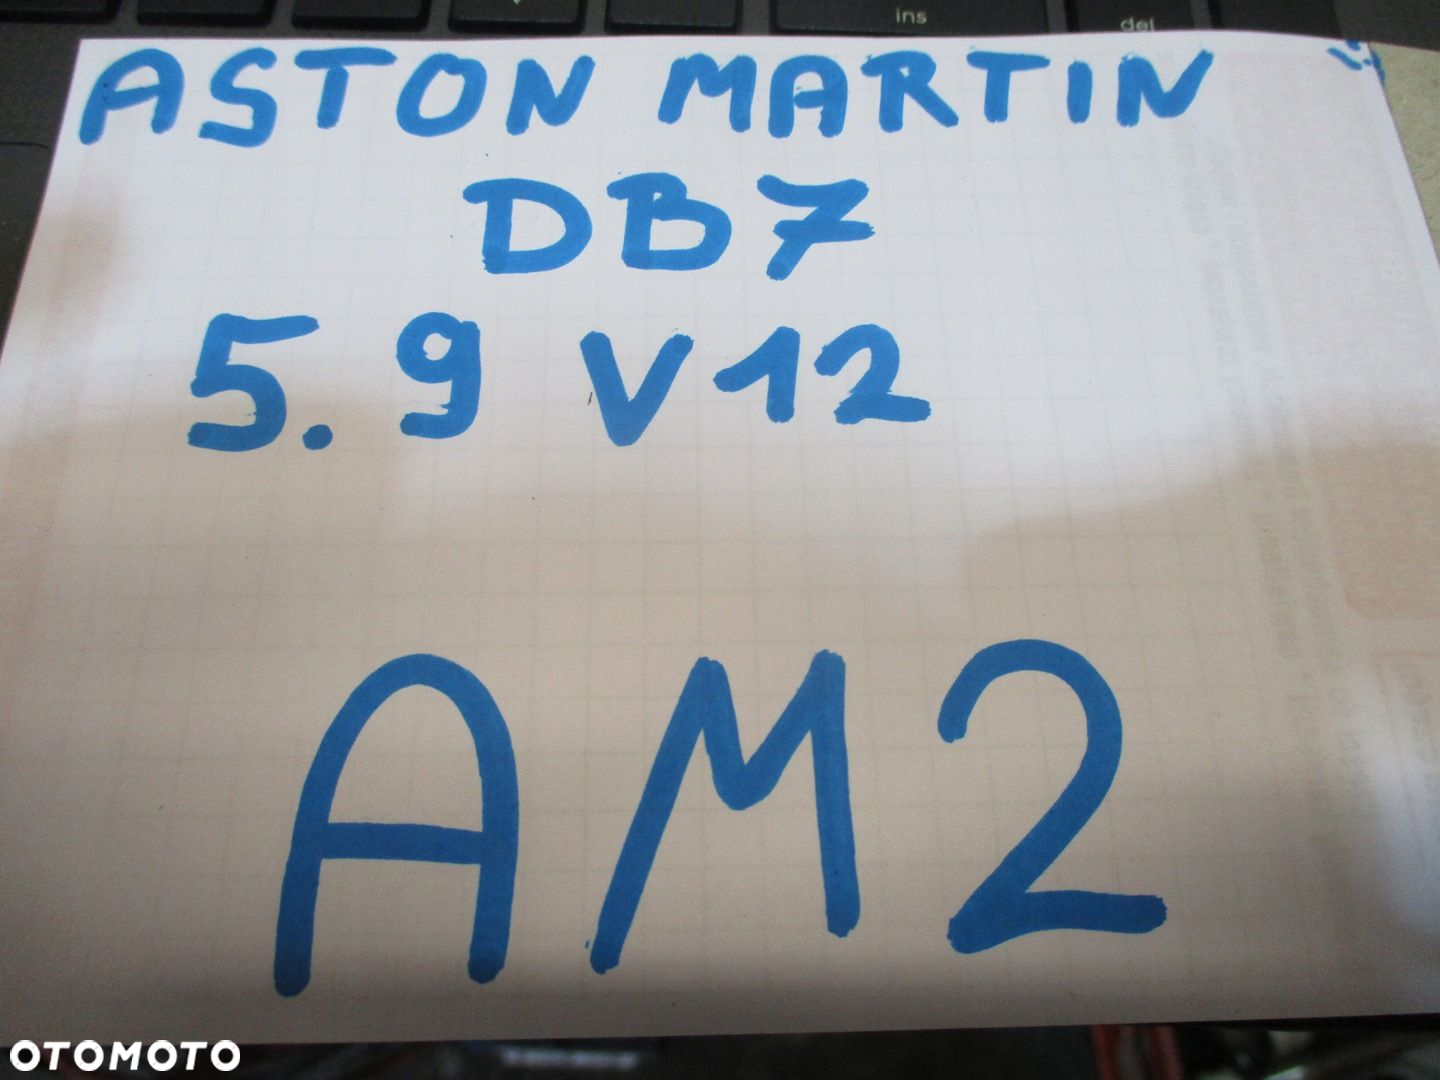 ins
del
ASTON MARTIN
DB7
5.9 V12
AM2
OTOMOTO